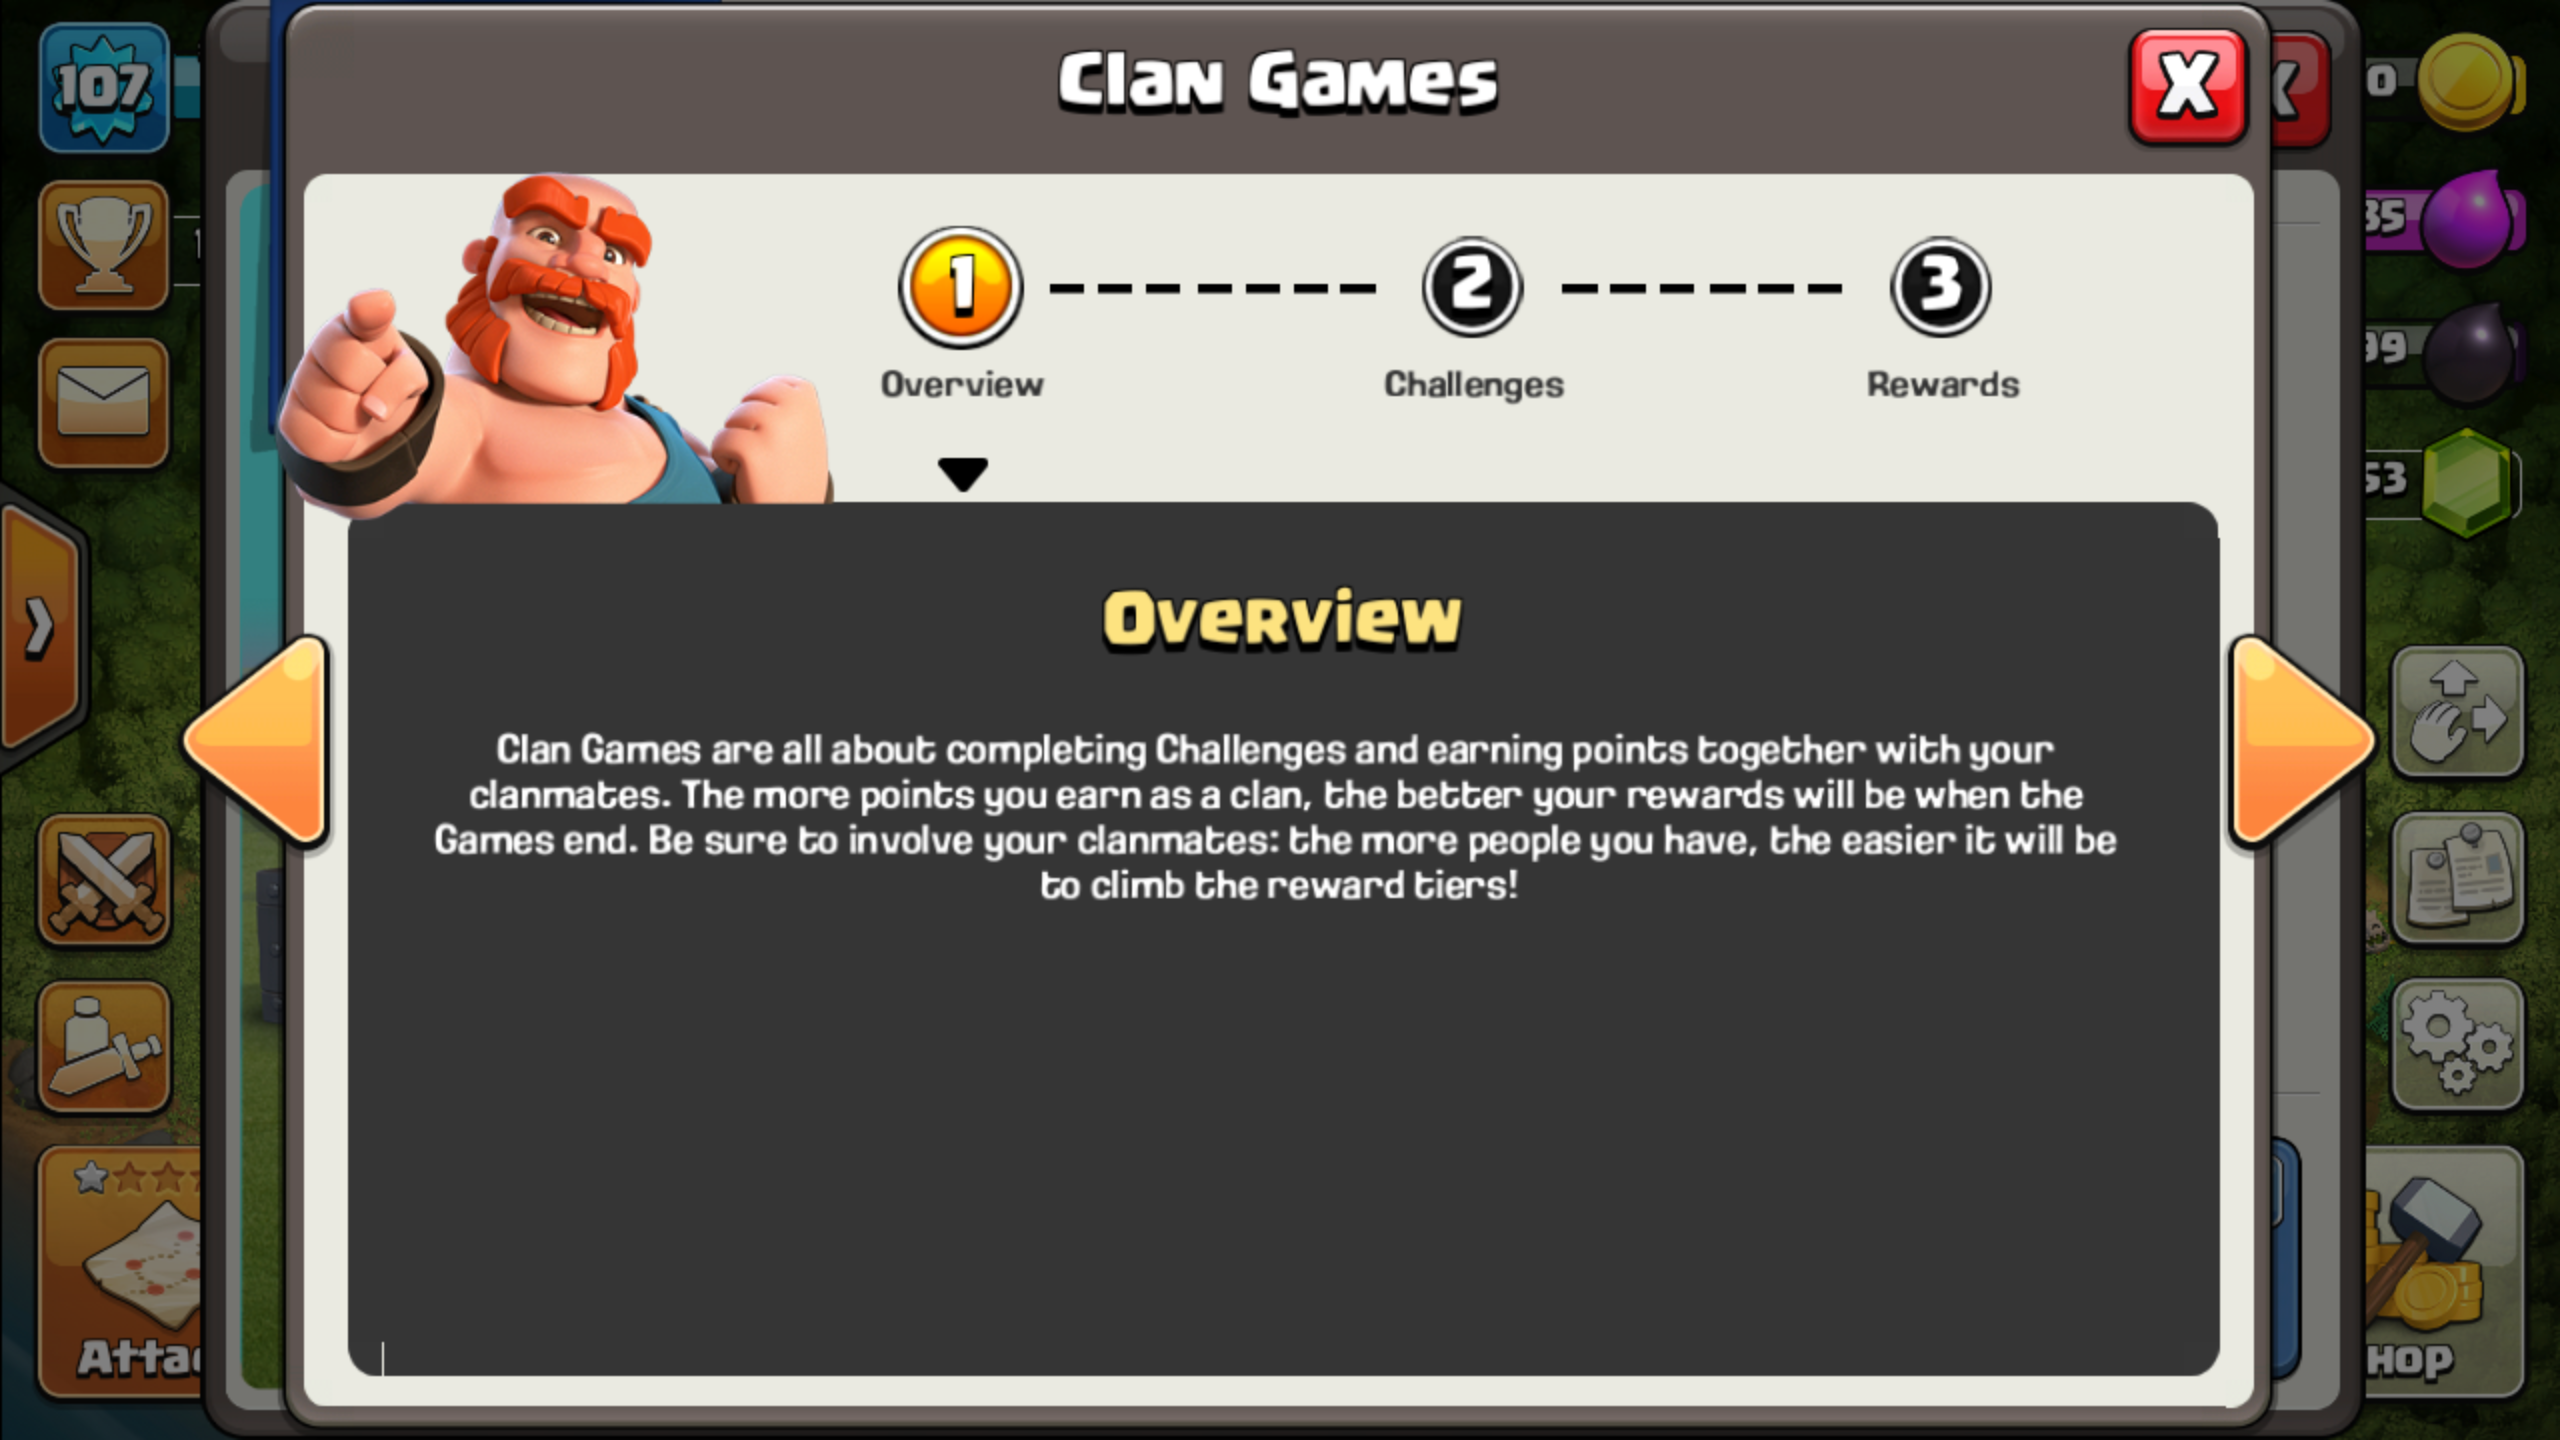 Clan Games
X
107
0
1
2
3
Overview
Challenges
Rewards
Overview
Clan Games are all about completing Challenges and earning points together with your
clanmates. The more points you earn as a clan, the better your rewards will be when the
Games end. Be sure to involve your clanmates: the more people you have, the easier it will be
to climb the reward tiers!